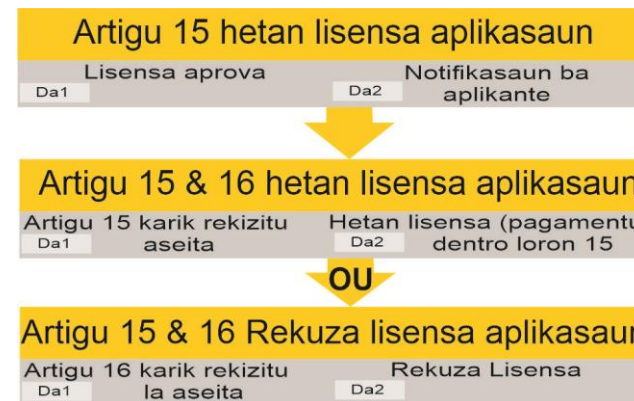 Artigu 15 hetan lisensa aplikasaun
Lisensa aprova
Da1
Notifikasaun ba
Da2
aplikante
Artigu 15 & 16 hetan lisensa aplikasaun
Artigu 15 karik rekizitu
Da1 aseita
Hetan lisensa (pagamentu
Da2 dentro loron 15
OU
Artigu 15 & 16 Rekuza lisensa aplikasaun
Artigu 16 karik rekizitu
Da1 la aseita
Rekuza Lisensa
Da2